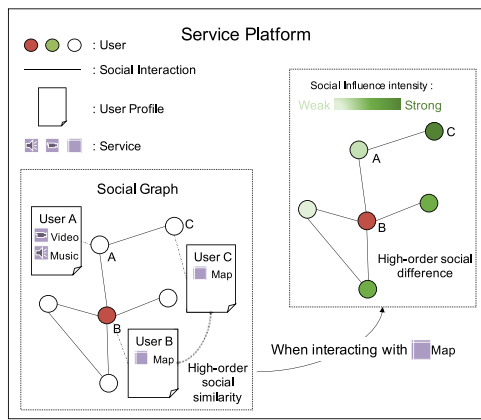 Service Platform
: User
: Social Interaction
: User Profile
: Service
Social Influence intensity :
Weak
Strong
C
A
B
High-order social
difference
Social Graph
User A
Video
Music
A
C
User C
Map
B
User B
Map
High-order
social
similarity
When interacting with
Map